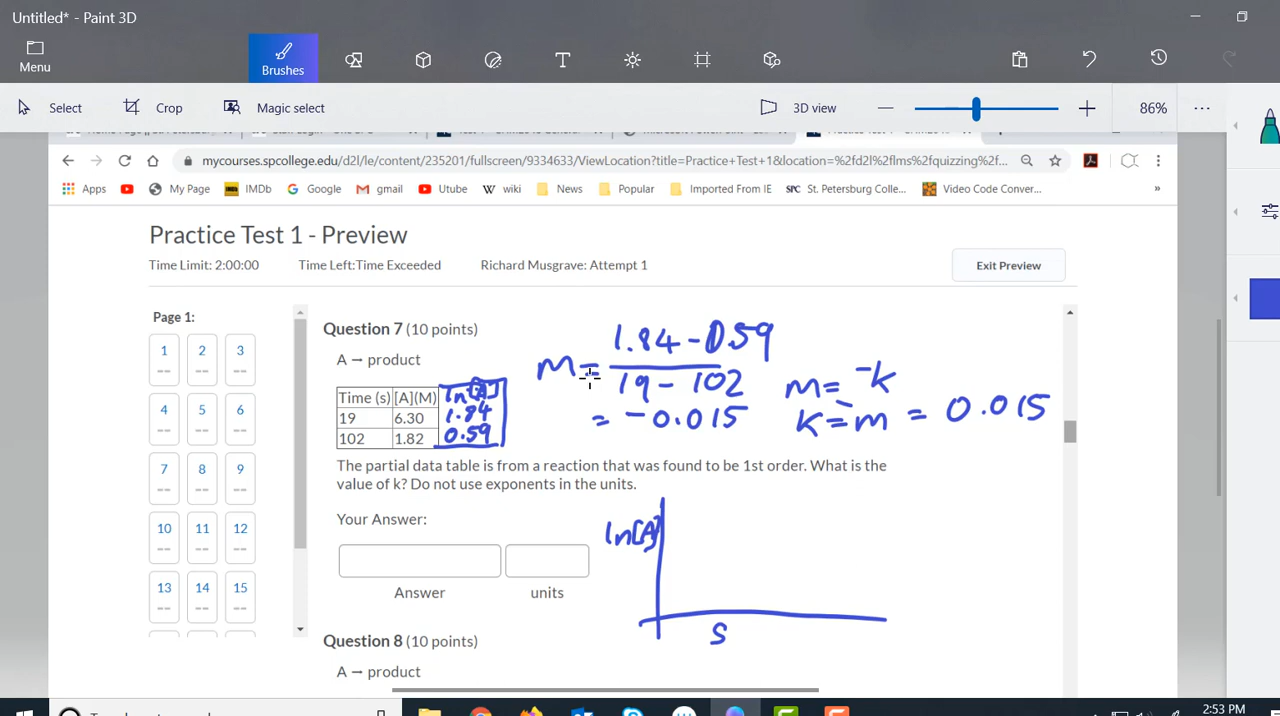 Untitled* - Paint 3D
Menu
Brushes
Select
Crop
Magic select
3D view
86%
mycourses.spcollege.edu/d2l/le/content/235201/fullscreen/9334633/ViewLocation?title=Practice+Test+1&location=%2fd2l%2flms%2fquizzing%2f...
Apps
My Page
IMDb
Google
gmail
Utube
W wiki
News
Popular
Imported From IE
SPC St. Petersburg Colle...
Video Code Conver...
Practice Test 1 - Preview
Time Limit: 2:00:00 Time Left:Time Exceeded Richard Musgrave: Attempt 1
Exit Preview
Page 1:
1 2 3
-- -- --
4 5 6
-- -- --
7 8 9
-- -- --
10 11 12
-- -- --
13 14 15
-- -- --
Question 7 (10 points)
A → product
Time (s) [A](M) ln[A]
19 6.30 1.84
102 1.82 0.59
m = 1.84 - 0.59
19 - 102
= -0.015
m = -k
k = -m = 0.015
The partial data table is from a reaction that was found to be 1st order. What is the
value of k? Do not use exponents in the units.
Your Answer:
Answer
units
ln[A]
s
Question 8 (10 points)
A → product
2:53 PM